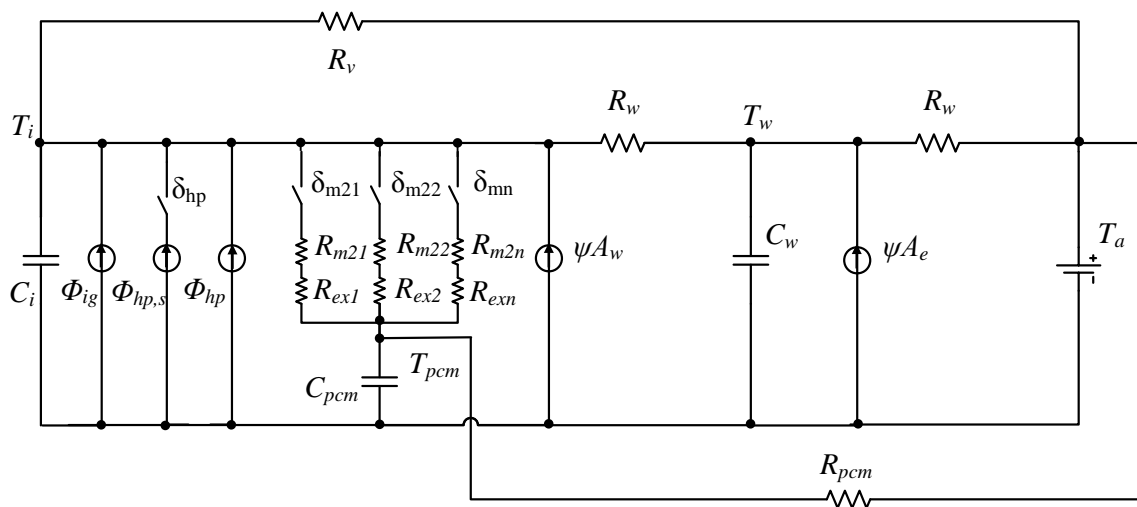 R_v
R_w
T_w
R_w
T_i
δ_hp
δ_m21
δ_m22
δ_mn
R_m21
R_m22
R_m2n
ψA_w
C_w
ψA_e
T_a
+
C_i
Φ_ig
Φ_hp,s
Φ_hp
R_ex1
R_ex2
R_exn
T_pcm
C_pcm
R_pcm